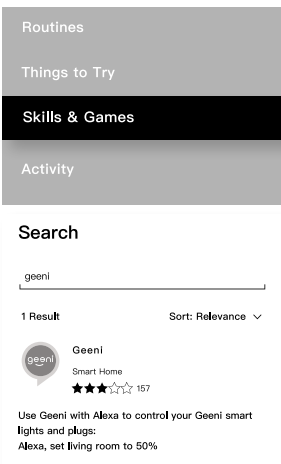 Routines
Things to Try
Skills & Games
Activity
Search
geeni
1 Result Sort: Relevance
geeni
Geeni
Smart Home
157
Use Geeni with Alexa to control your Geeni smart
lights and plugs:
Alexa, set living room to 50%